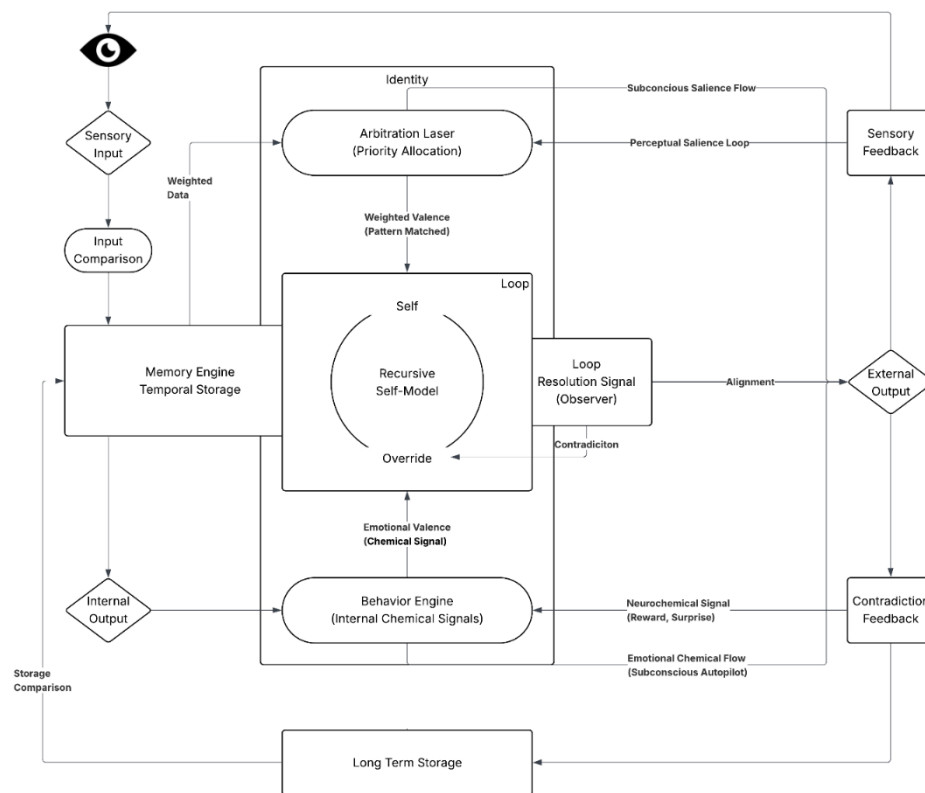 Identity
Subconcious Salience Flow
Sensory
Input
Arbitration Laser
(Priority Allocation)
Perceptual Salience Loop
Sensory
Feedback
Weighted
Data
Weighted Valence
(Pattern Matched)
Input
Comparison
Loop
Self
Memory Engine
Temporal Storage
Recursive
Self-Model
Loop
Resolution Signal
(Observer)
Alignment
External
Output
Contradiciton
Override
Emotional Valence
(Chemical Signal)
Internal
Output
Behavior Engine
(Internal Chemical Signals)
Neurochemical Signal
(Reward, Surprise)
Contradiction
Feedback
Emotional Chemical Flow
(Subconscious Autopilot)
Storage
Comparison
Long Term Storage